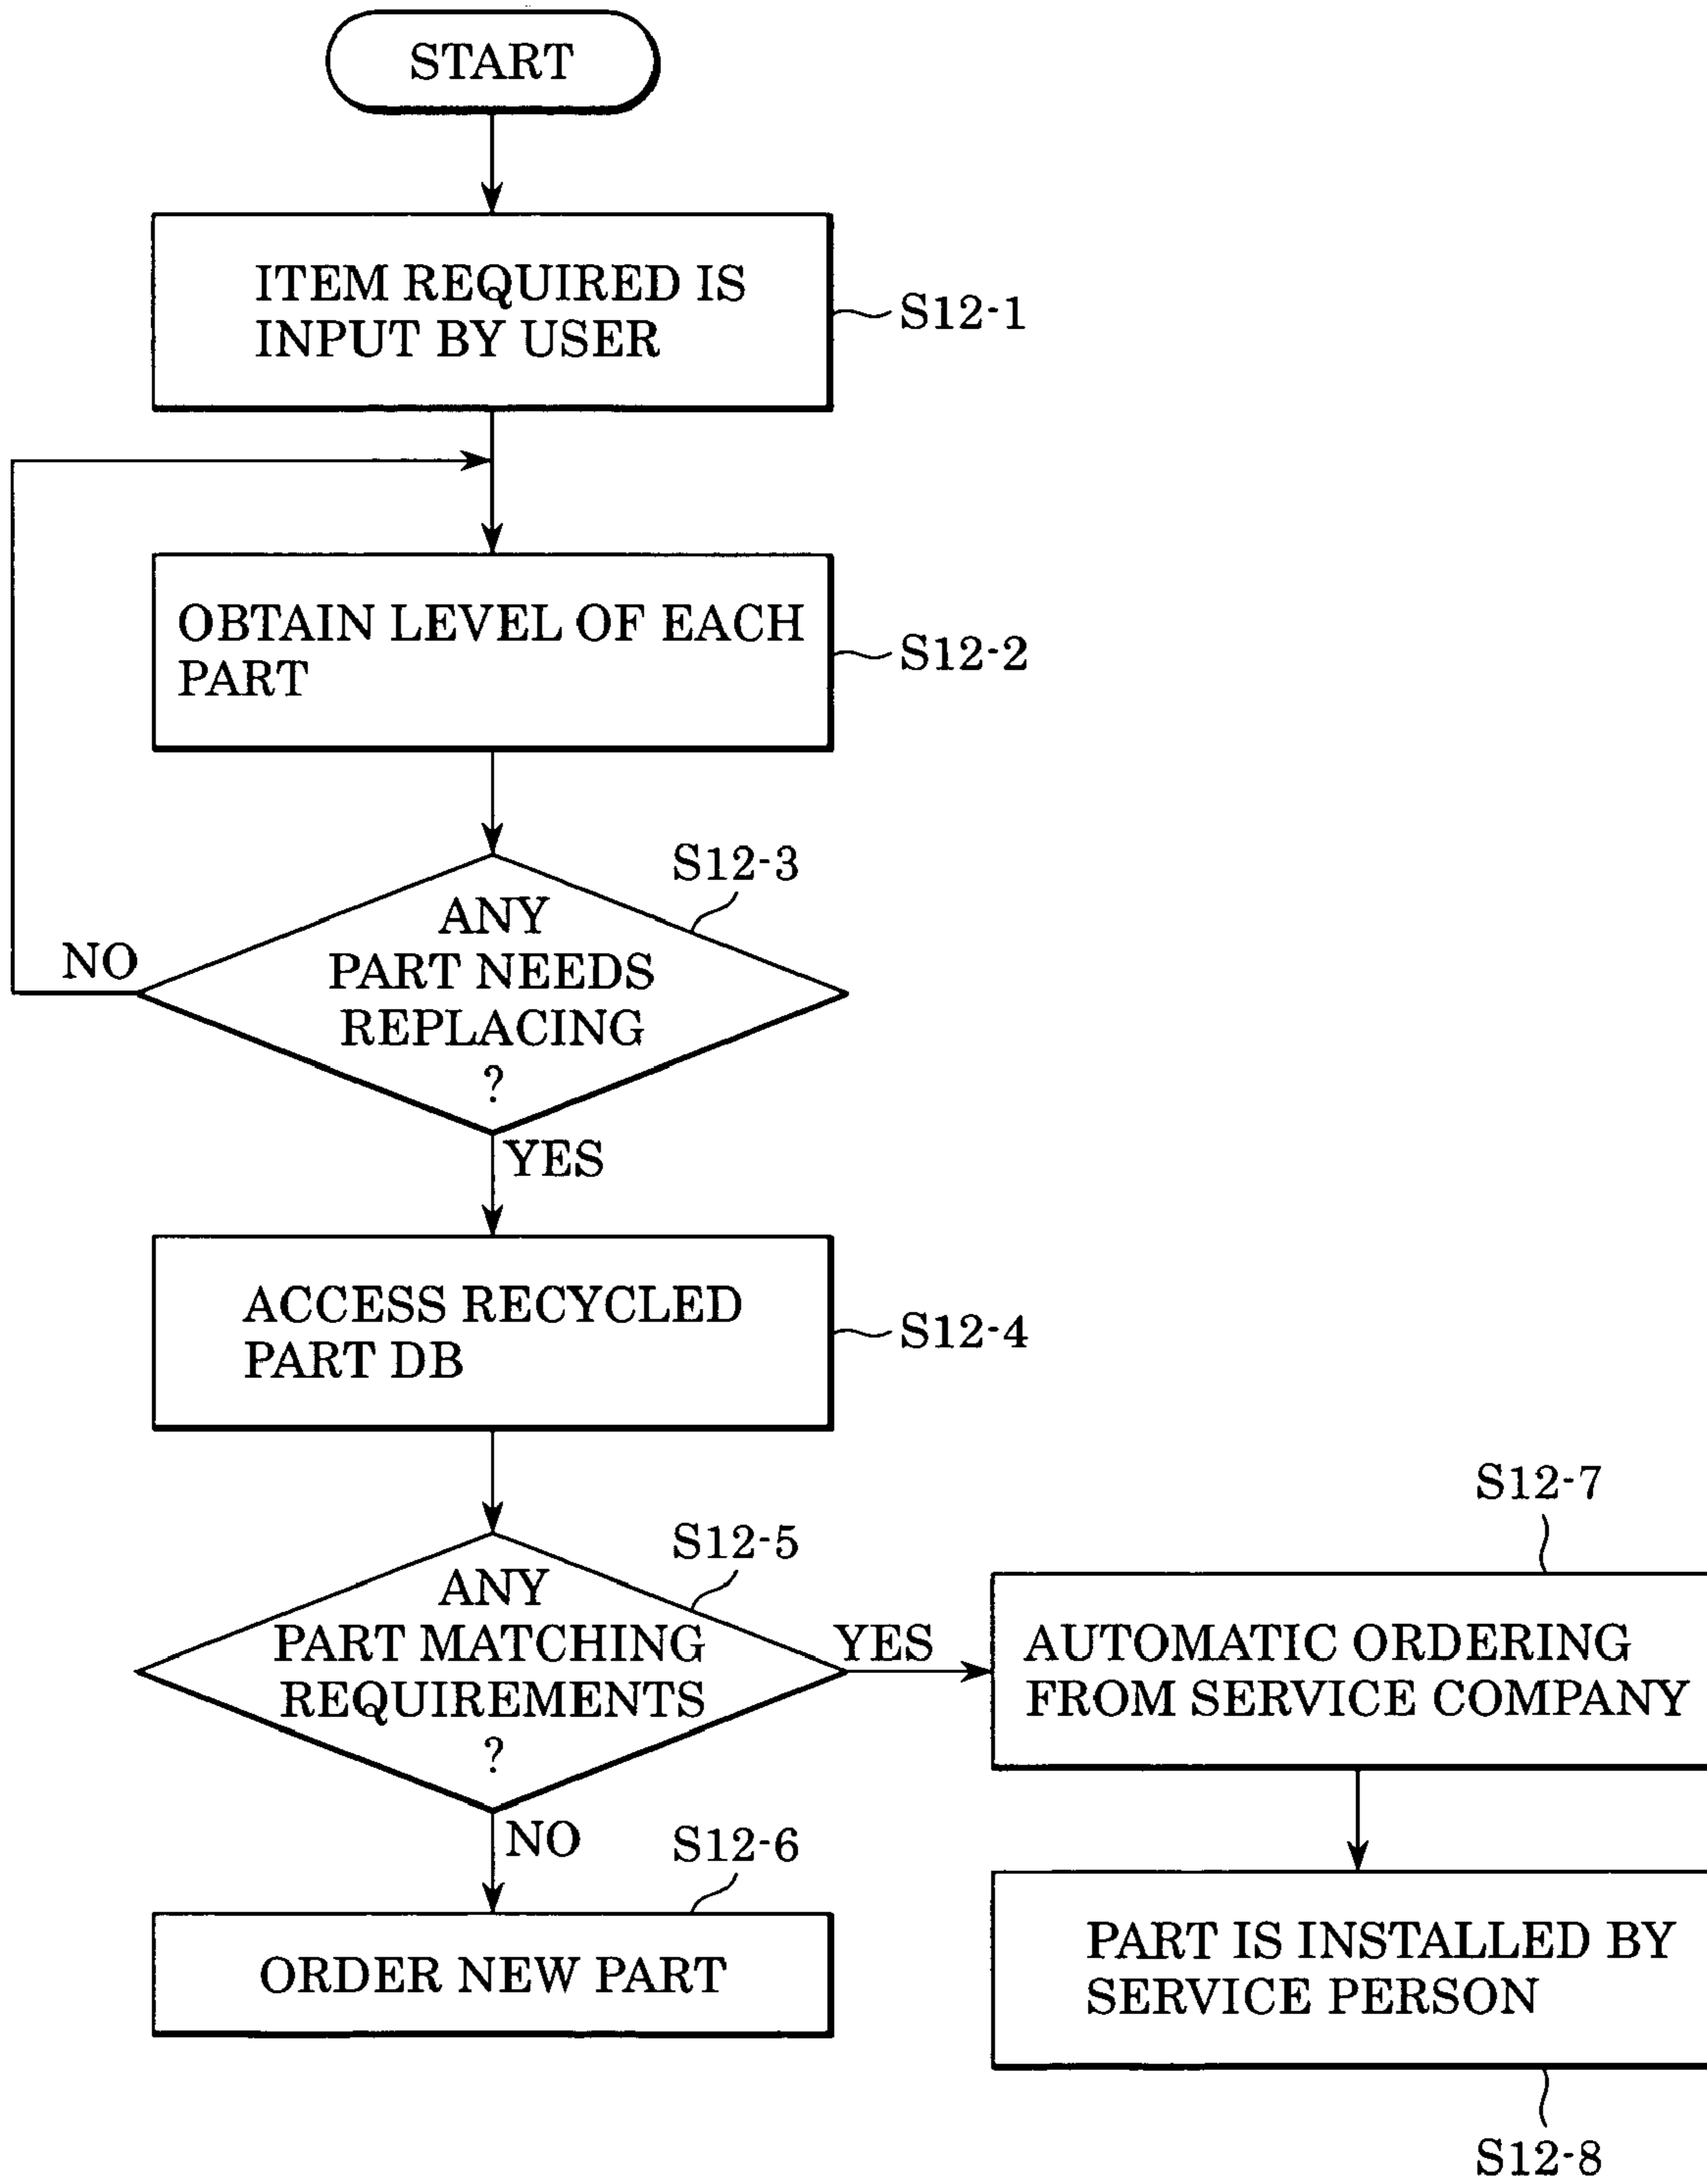 START
ITEM REQUIRED IS
INPUT BY USER
S12-1
OBTAIN LEVEL OF EACH
PART
S12-2
S12-3
ANY
PART NEEDS
REPLACING
?
NO
YES
ACCESS RECYCLED
PART DB
S12-4
S12-5
ANY
PART MATCHING
REQUIREMENTS
?
YES
NO
S12-7
AUTOMATIC ORDERING
FROM SERVICE COMPANY
S12-6
ORDER NEW PART
PART IS INSTALLED BY
SERVICE PERSON
S12-8